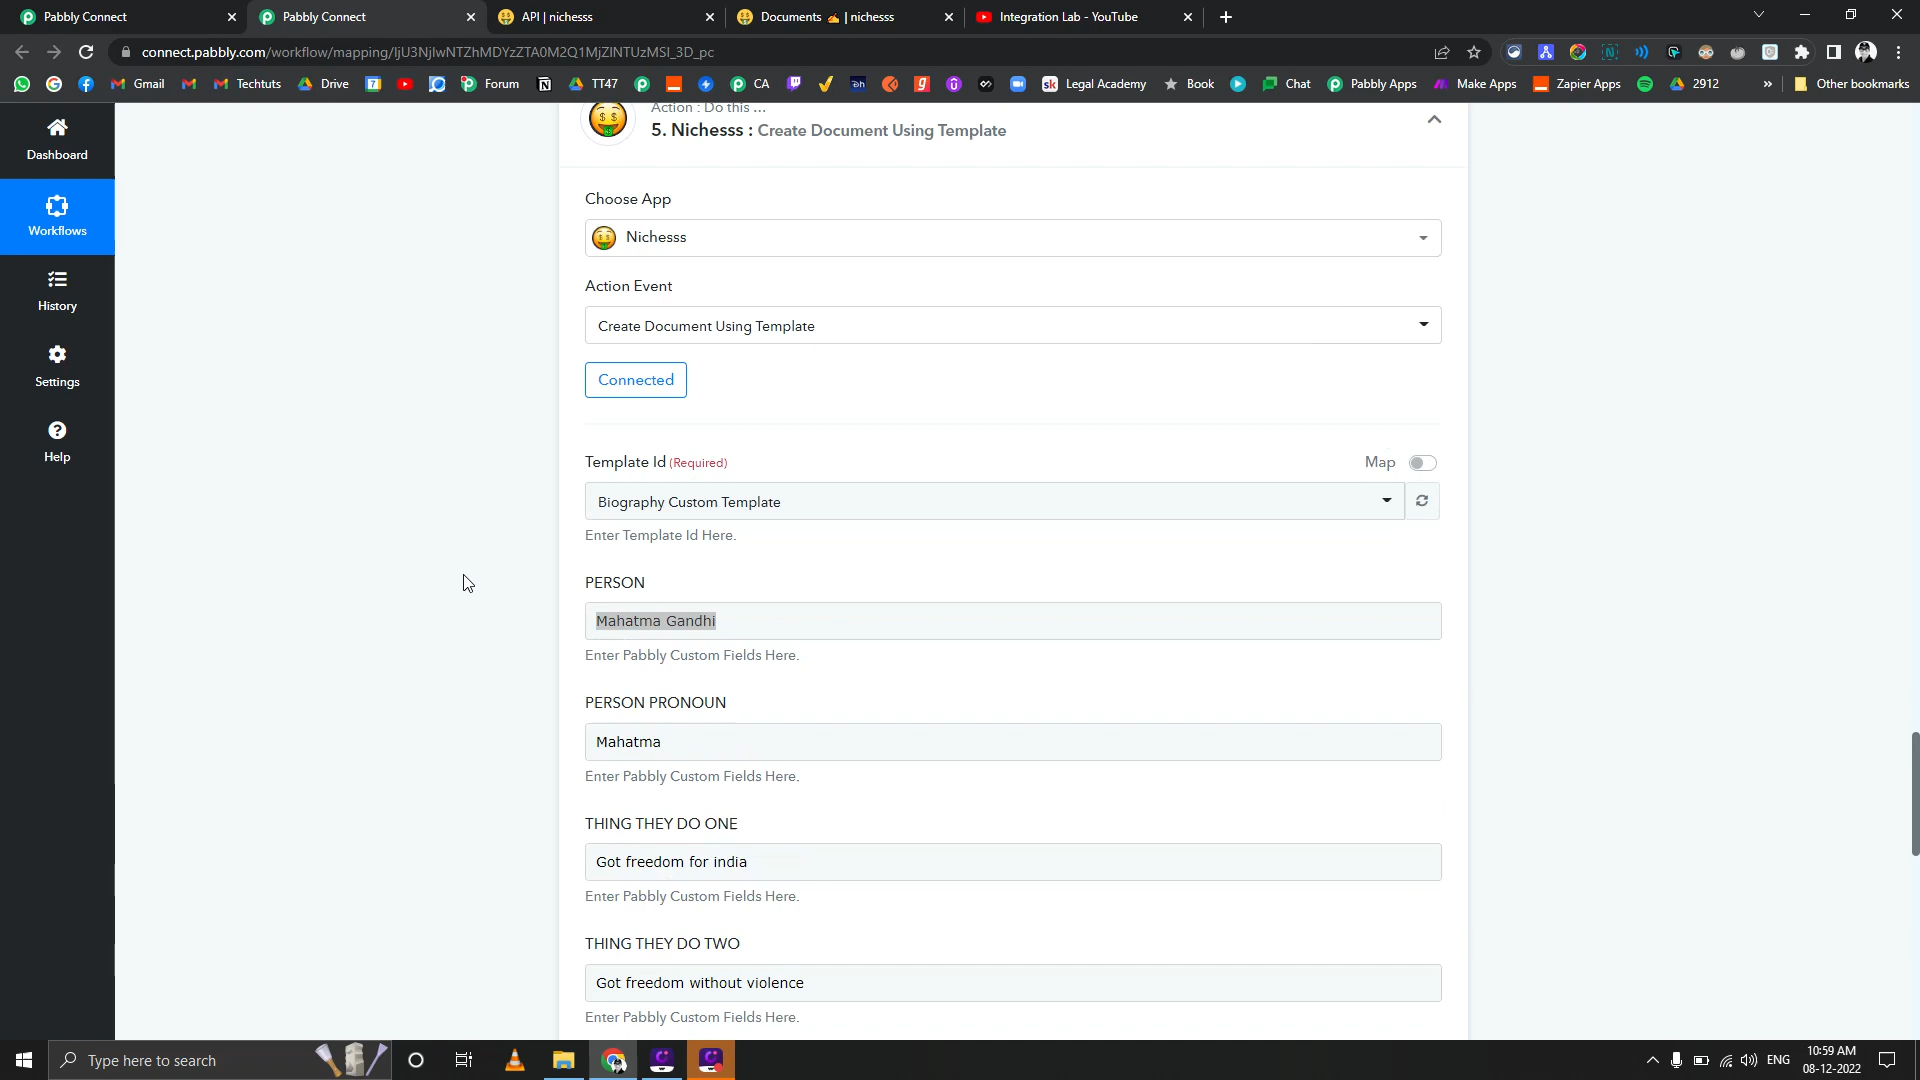 Pabbly Connect
Pabbly Connect
API | nichesss
Documents ✍ | nichesss
Integration Lab - YouTube
connect.pabbly.com/workflow/mapping/IjU3NjIwNTZhMDYzZTA0M2Q1MjZlNTUzMSI_3D_pc
Gmail
Techtuts
Drive
7
Forum
TT47
CA
Legal Academy
Book
Chat
Pabbly Apps
Make Apps
Zapier Apps
2912
Other bookmarks
Dashboard
Workflows
History
Settings
Help
Action : Do this ...
5. Nichesss : Create Document Using Template
Choose App
Nichesss
Action Event
Create Document Using Template
Connected
Template Id (Required)
Map
Biography Custom Template
Enter Template Id Here.
PERSON
Mahatma Gandhi
Enter Pabbly Custom Fields Here.
PERSON PRONOUN
Mahatma
Enter Pabbly Custom Fields Here.
THING THEY DO ONE
Got freedom for india
Enter Pabbly Custom Fields Here.
THING THEY DO TWO
Got freedom without violence
Enter Pabbly Custom Fields Here.
Type here to search
ENG
10:59 AM
08-12-2022